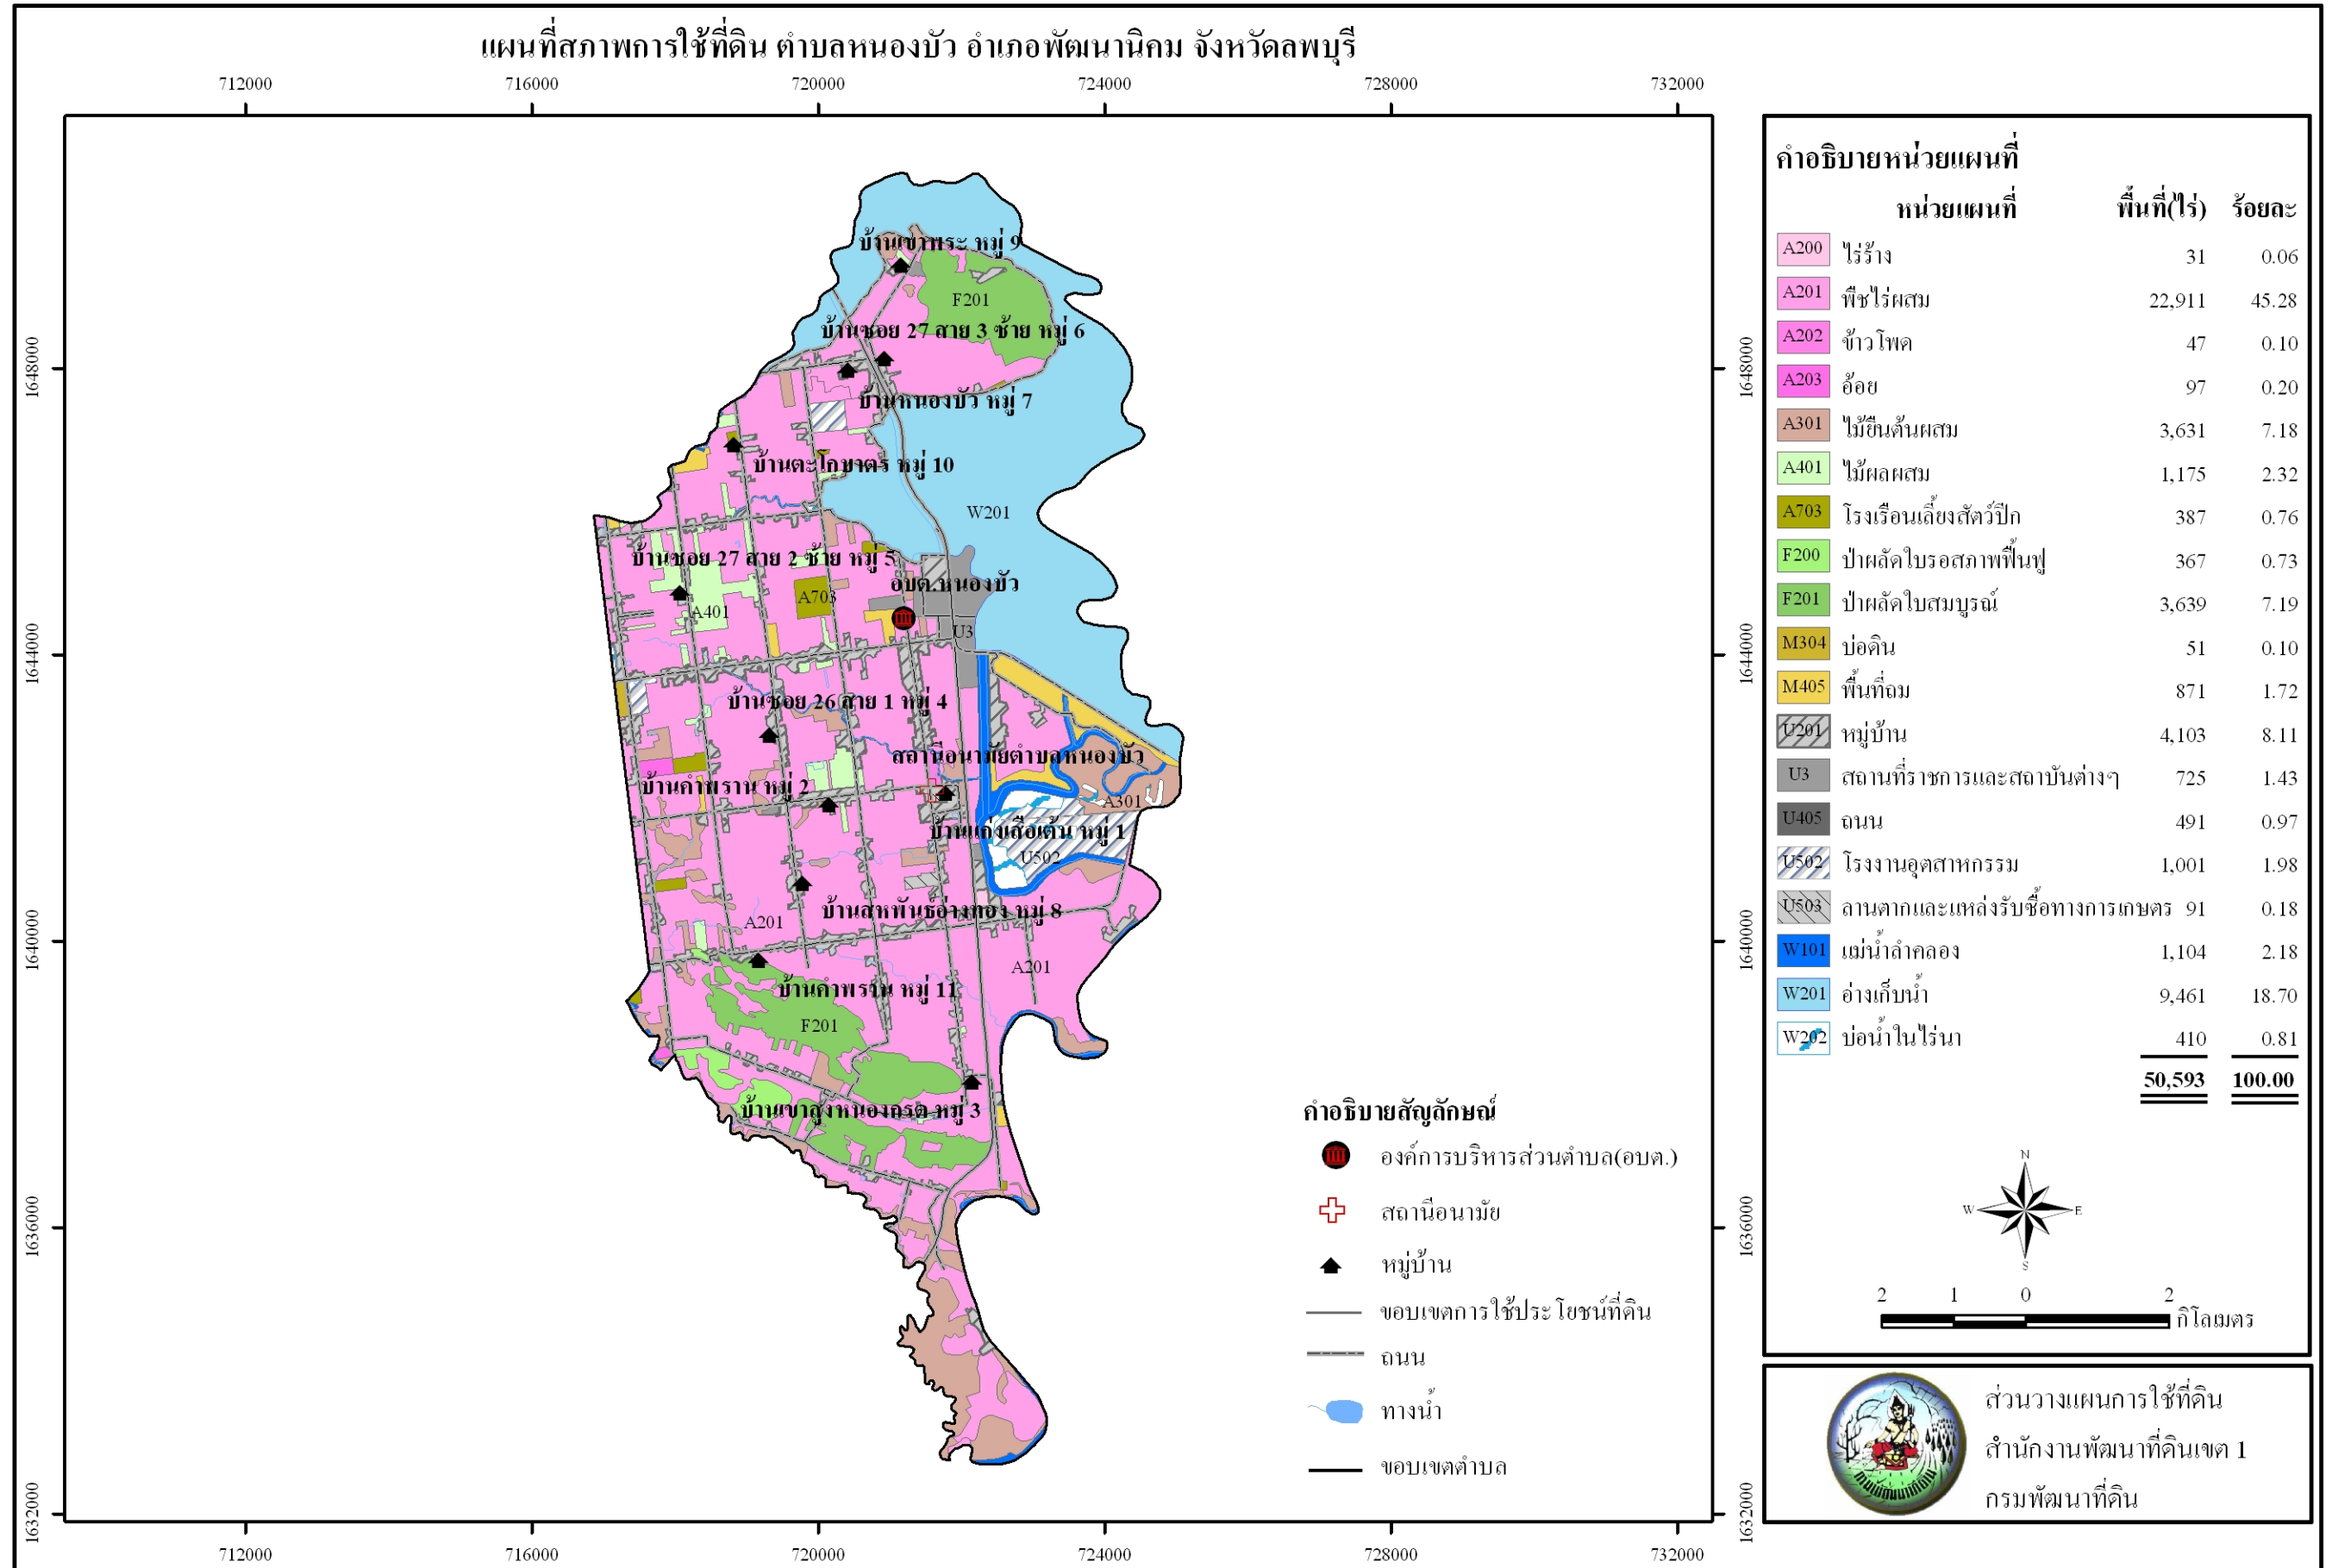 แผนที่สภาพการใช้ที่ดิน ตำบลหนองบัว อำเภอพัฒนานิคม จังหวัดลพบุรี
712000 716000 720000 724000 728000 732000
คำอธิบายหน่วยแผนที่
หน่วยแผนที่ พื้นที่(ไร่) ร้อยละ
A200 ไร่ร้าง 31 0.06
A201 พืชไร่ผสม 22,911 45.28
A202 ข้าวโพด 47 0.10
A203 อ้อย 97 0.20
A301 ไม้ยืนต้นผสม 3,631 7.18
A401 ไม้ผลผสม 1,175 2.32
A703 โรงเรือนเลี้ยงสัตว์ปีก 387 0.76
F200 ป่าผลัดใบรอสภาพฟื้นฟู 367 0.73
F201 ป่าผลัดใบสมบูรณ์ 3,639 7.19
M304 บ่อดิน 51 0.10
M405 พื้นที่ถม 871 1.72
U201 หมู่บ้าน 4,103 8.11
U3 สถานที่ราชการและสถาบันต่างๆ 725 1.43
U405 ถนน 491 0.97
U502 โรงงานอุตสาหกรรม 1,001 1.98
U503 ลานตากและแหล่งรับซื้อทางการเกษตร 91 0.18
W101 แม่น้ำลำคลอง 1,104 2.18
W201 อ่างเก็บน้ำ 9,461 18.70
W202 บ่อน้ำในไร่นา 410 0.81
50,593 100.00
บ้านเขาพระ หมู่ 9
F201
บ้านซอย 27 สาย 3 ซ้าย หมู่ 6
1648000 1648000
บ้านหนองบัว หมู่ 7
บ้านตะโกขาตร หมู่ 10
W201
บ้านซอย 27 สาย 2 ซ้าย หมู่ 5
อบต.หนองบัว
A703
A401
U3
1644000 1644000
บ้านซอย 26 สาย 1 หมู่ 4
สถานีอนามัยตำบลหนองบัว
บ้านคำพราน หมู่ 2
A301
บ้านแก่งเสือเต้น หมู่ 1
U502
บ้านสหพันธ์อ่างทอง หมู่ 8
A201
1640000 1640000
A201
บ้านคำพราน หมู่ 11
F201
บ้านเขาสูงหนองกรด หมู่ 3
1636000 1636000
1632000 1632000
712000 716000 720000 724000 728000 732000
คำอธิบายสัญลักษณ์
องค์การบริหารส่วนตำบล(อบต.)
สถานีอนามัย
หมู่บ้าน
ขอบเขตการใช้ประโยชน์ที่ดิน
ถนน
ทางน้ำ
ขอบเขตตำบล
N
W E
S
2 1 0 2
กิโลเมตร
กรมพัฒนาที่ดิน
ส่วนวางแผนการใช้ที่ดิน
สำนักงานพัฒนาที่ดินเขต 1
กรมพัฒนาที่ดิน